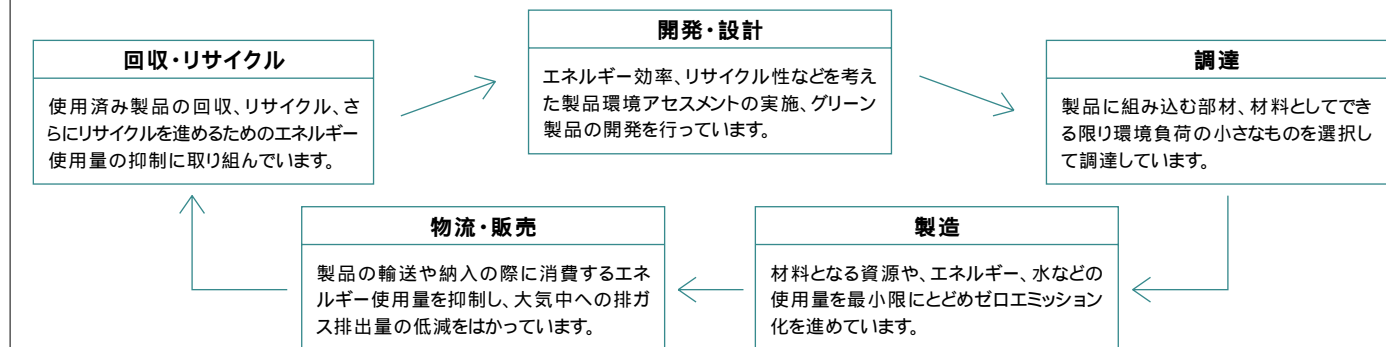 開発・設計
エネルギー効率、リサイクル性などを考え
た製品環境アセスメントの実施、グリーン
製品の開発を行っています。
調達
製品に組み込む部材、材料としてでき
る限り環境負荷の小さなものを選択し
て調達しています。
製造
材料となる資源や、エネルギー、水などの
使用量を最小限にとどめゼロエミッション
化を進めています。
物流・販売
製品の輸送や納入の際に消費するエネ
ルギー使用量を抑制し、大気中への排ガ
ス排出量の低減をはかっています。
回収・リサイクル
使用済み製品の回収、リサイクル、さ
らにリサイクルを進めるためのエネルギー
使用量の抑制に取り組んでいます。